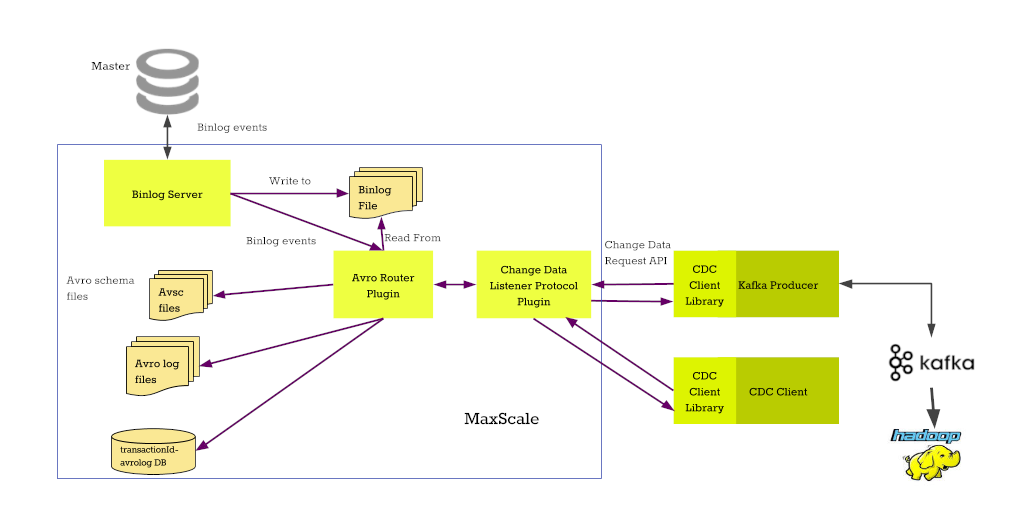 Master
Binlog events
Binlog Server
Write to
Binlog
File
Binlog events
Read From
Avro schema
files
Avsc
files
Avro Router
Plugin
Change Data
Listener Protocol
Plugin
Change Data
Request API
CDC
Client
Library
Kafka Producer
Avro log
files
kafka
CDC
Client
Library
CDC Client
MaxScale
transactionId-
avrolog DB
hadoop